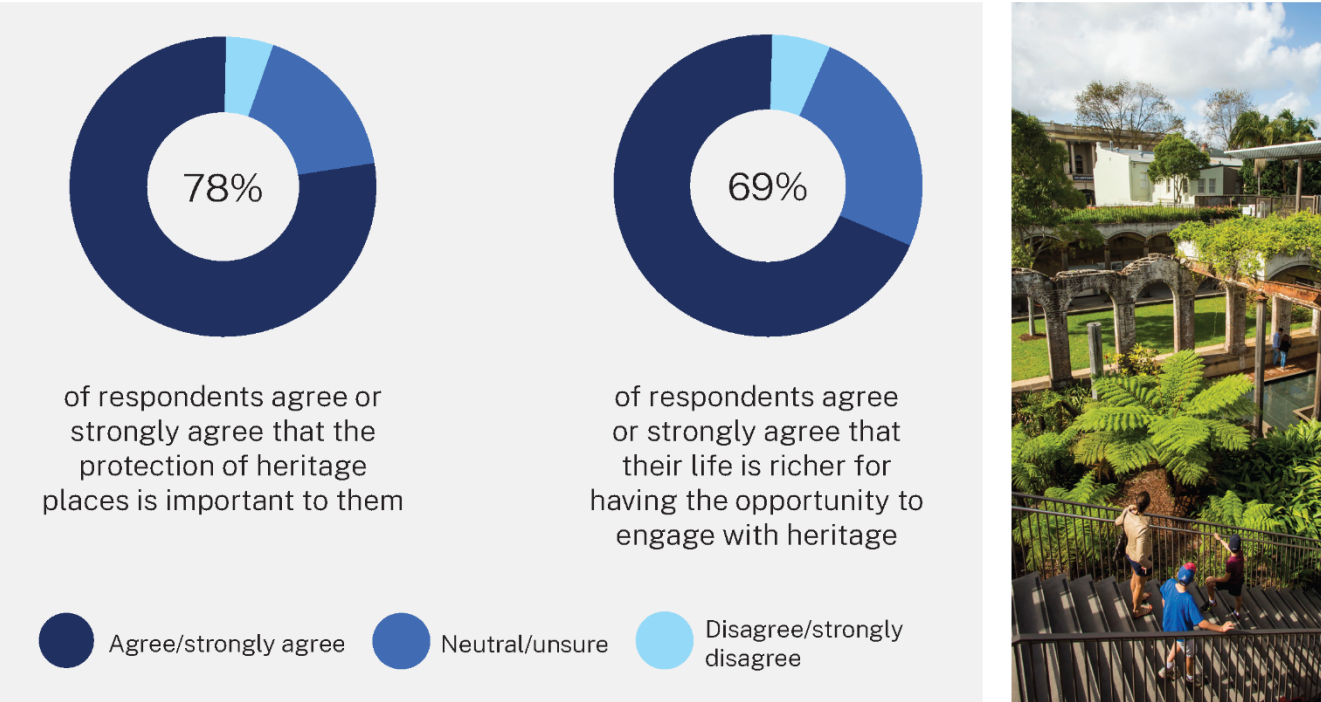 78%
of respondents agree or
strongly agree that the
protection of heritage
places is important to them
69%
of respondents agree
or strongly agree that
their life is richer for
having the opportunity to
engage with heritage
Agree/strongly agree
Neutral/unsure
Disagree/strongly
disagree